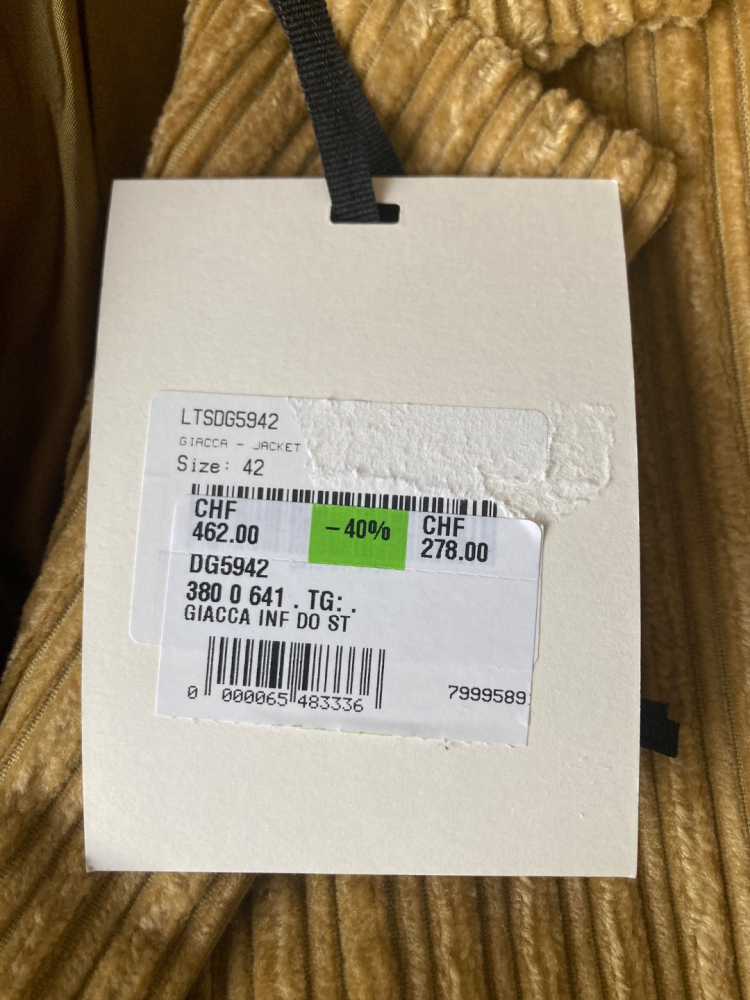 LTSDG5942
GIACCA - JACKET
Size: 42
CHF
462.00
-40%
CHF
278.00
DG5942
380 0 641 . TG: .
GIACCA INF DO ST
0 000065 483336
7999589